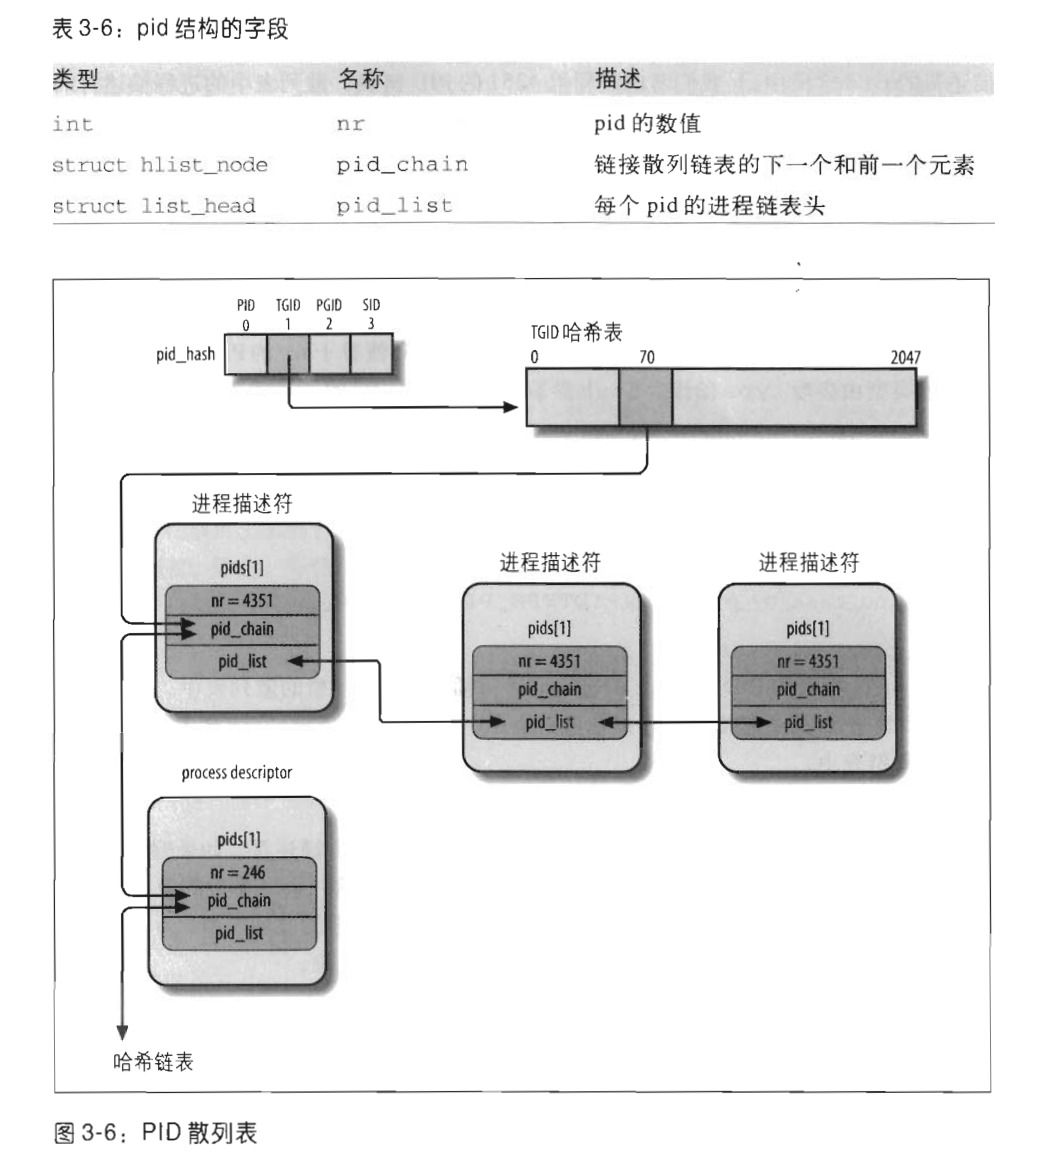 表 3-6：pid 结构的字段
类型 名称 描述
int nr pid 的数值
struct hlist_node pid_chain 链接散列链表的下一个和前一个元素
struct list_head pid_list 每个 pid 的进程链表头
PID TGID PGID SID
0 1 2 3
pid_hash
TGID 哈希表
0 70 2047
进程描述符
pids[1]
nr = 4351
pid_chain
pid_list
进程描述符
pids[1]
nr = 4351
pid_chain
pid_list
进程描述符
pids[1]
nr = 4351
pid_chain
pid_list
process descriptor
pids[1]
nr = 246
pid_chain
pid_list
哈希链表
图 3-6：PID 散列表